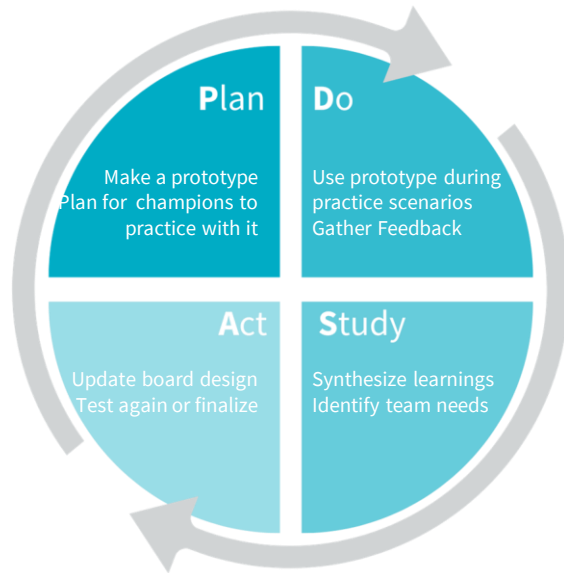 Plan
Make a prototype
Plan for champions to
practice with it
Do
Use prototype during
practice scenarios
Gather Feedback
Act
Update board design
Test again or finalize
Study
Synthesize learnings
Identify team needs